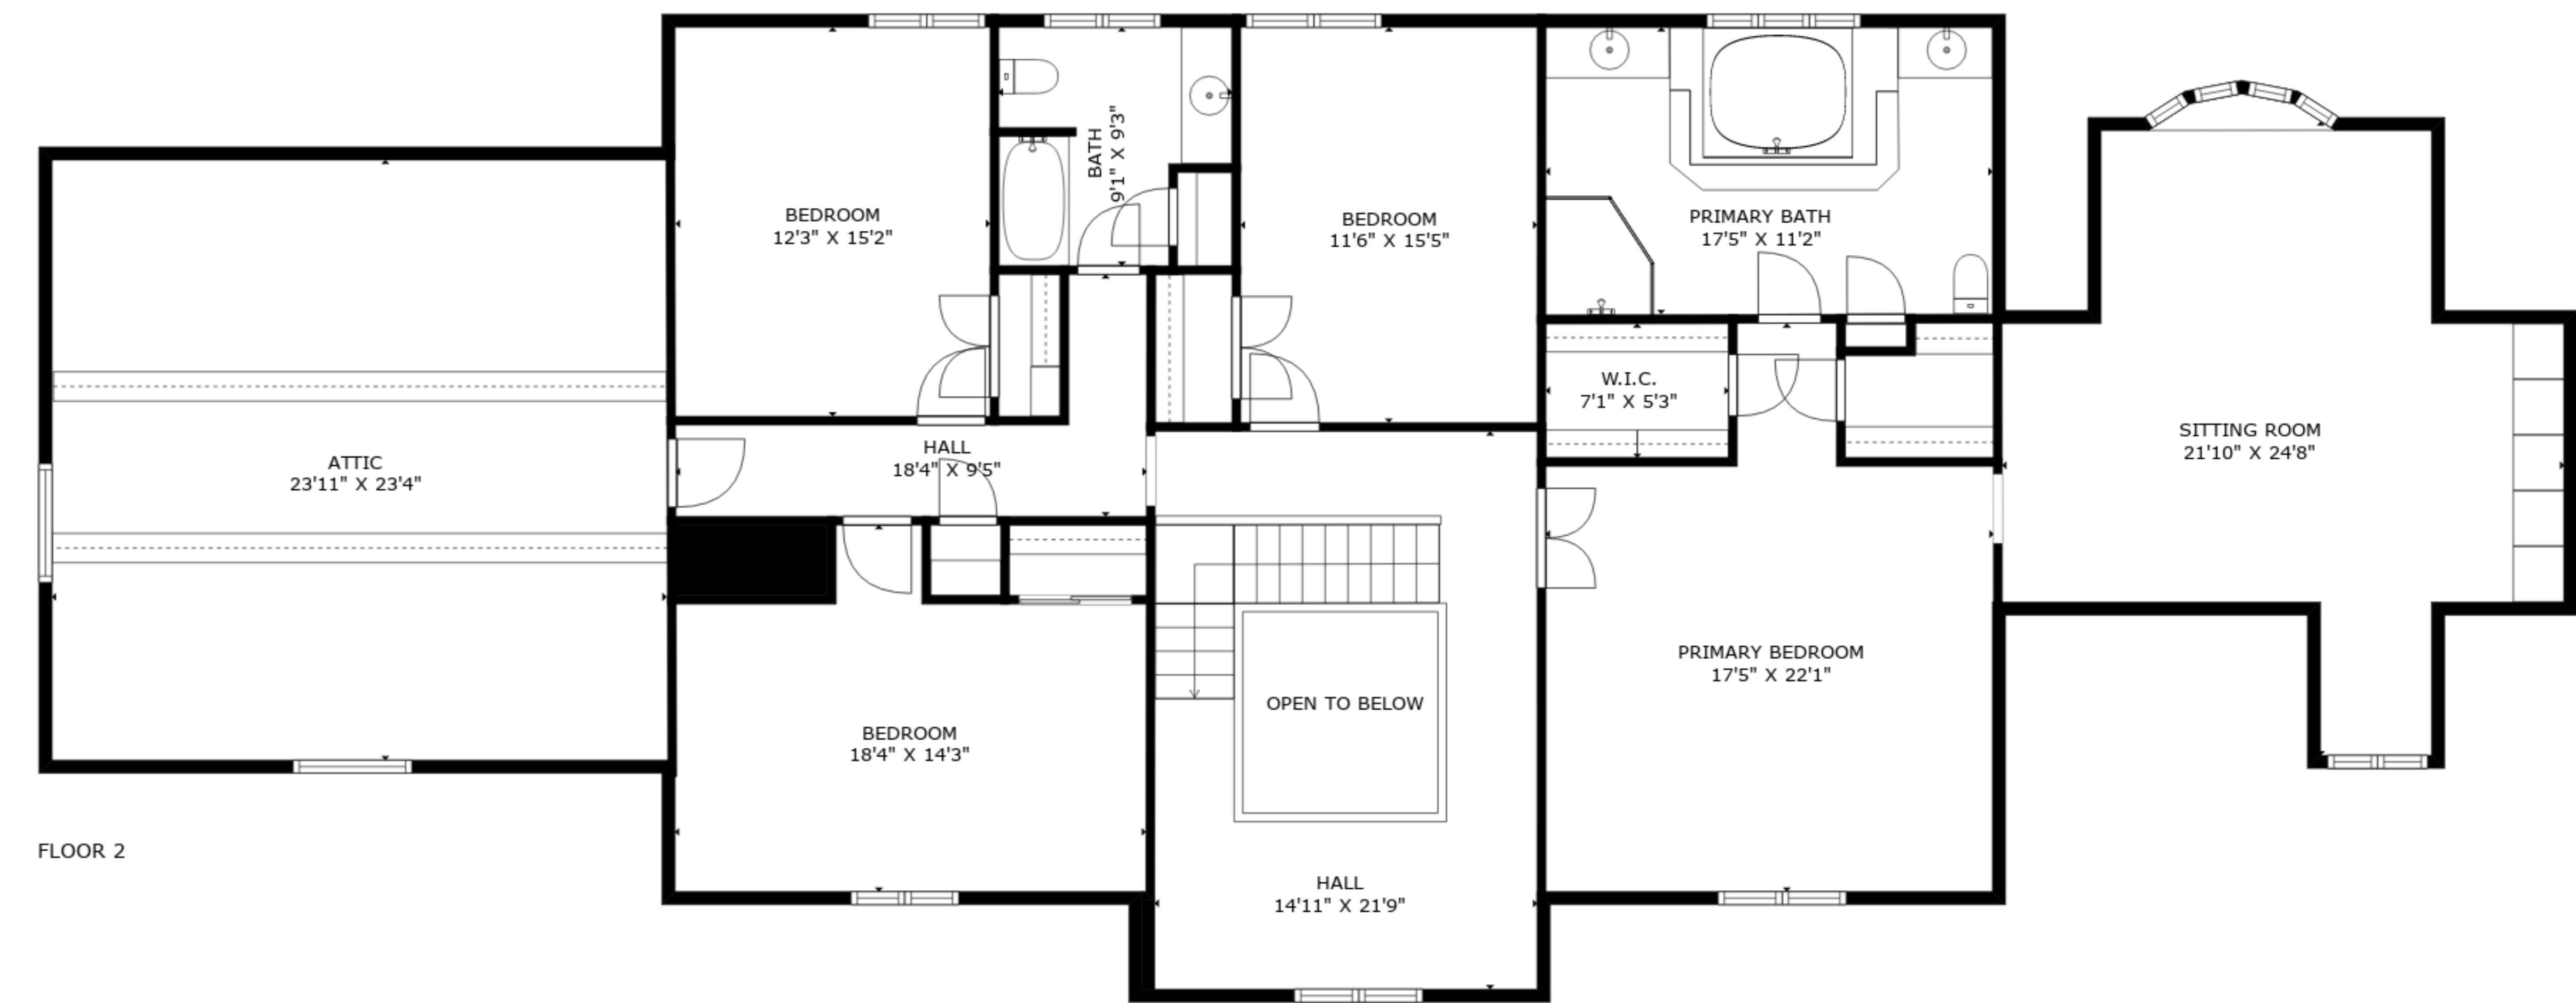 BEDROOM
12'3" X 15'2"
BATH
9'1" X 9'3"
BEDROOM
11'6" X 15'5"
PRIMARY BATH
17'5" X 11'2"
W.I.C.
7'1" X 5'3"
ATTIC
23'11" X 23'4"
HALL
18'4" X 9'5"
SITTING ROOM
21'10" X 24'8"
BEDROOM
18'4" X 14'3"
OPEN TO BELOW
PRIMARY BEDROOM
17'5" X 22'1"
HALL
14'11" X 21'9"
FLOOR 2